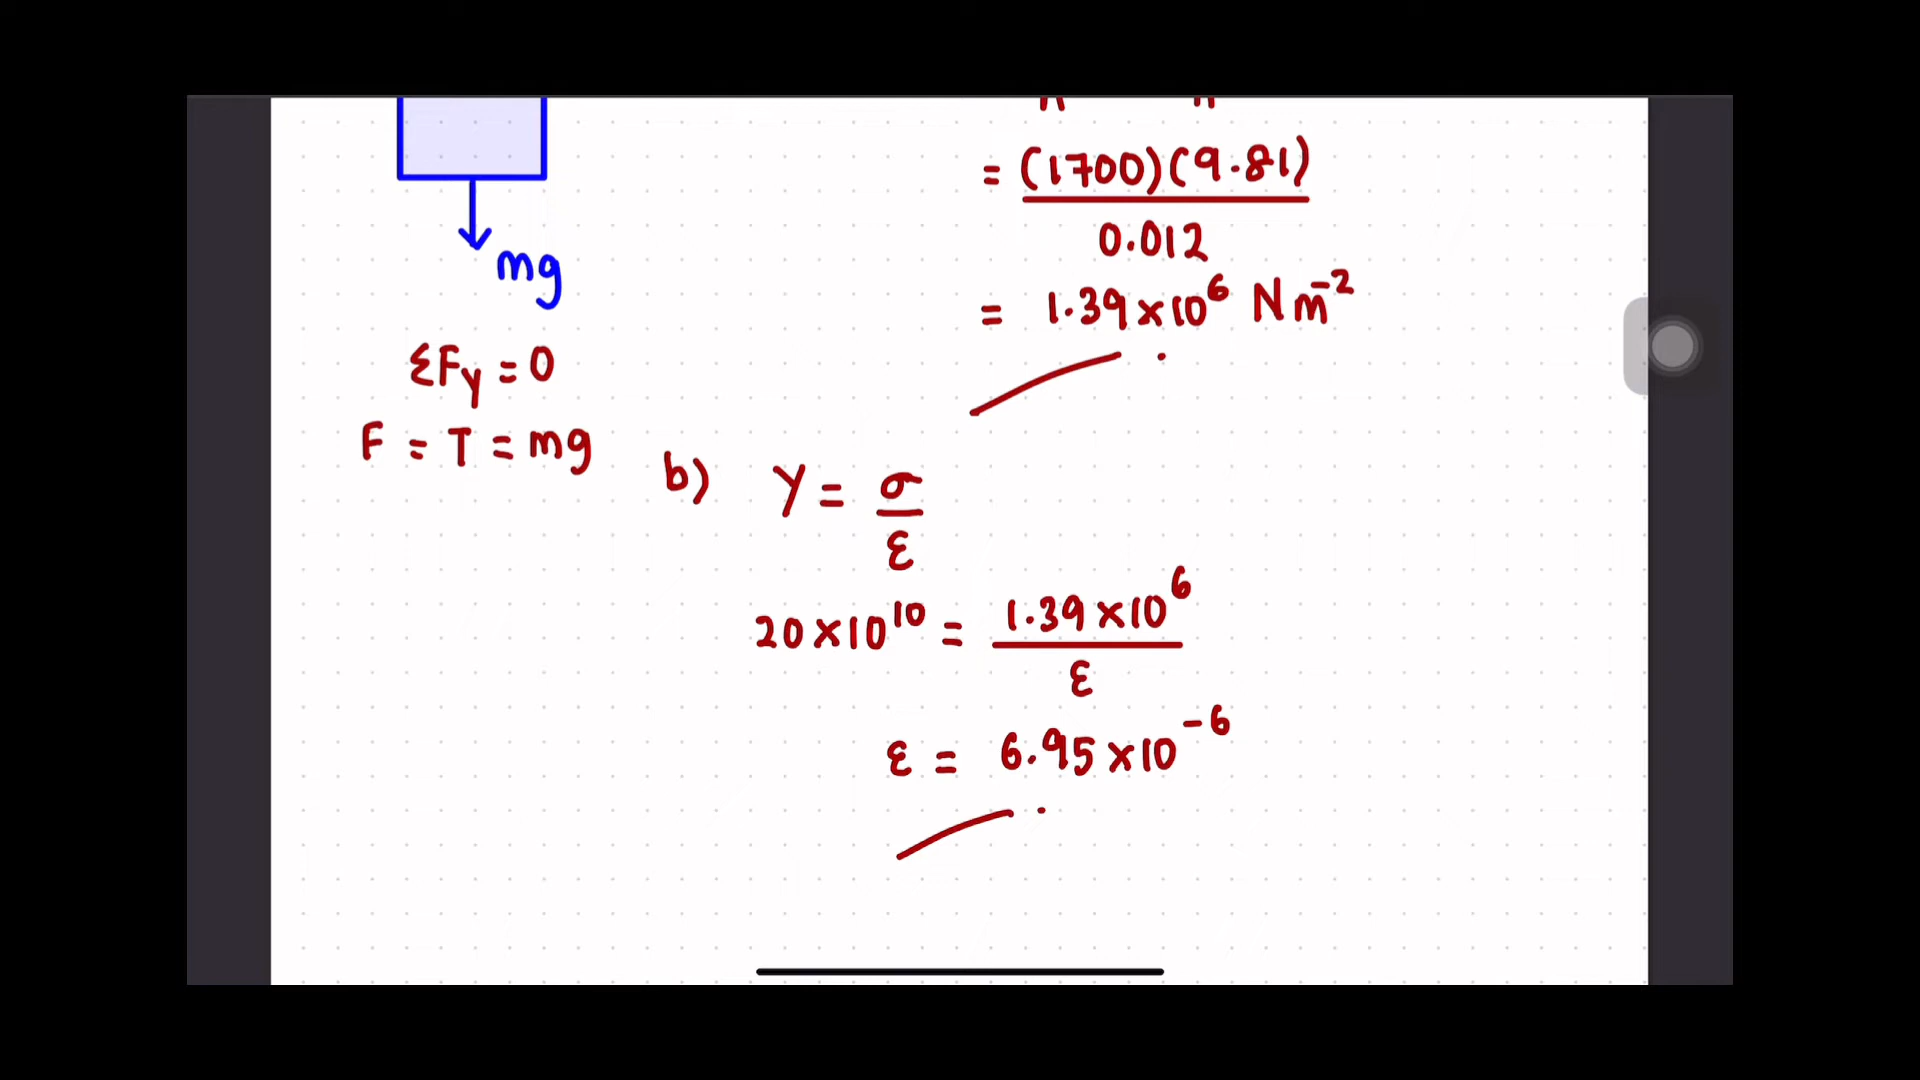 = (1700)(9.81)
0.012
= 1.39 × 10⁶ N m⁻²
mg
ΣFy = 0
F = T = mg
b) Y = σ
ε
20 × 10¹⁰ = 1.39 × 10⁶
ε
ε = 6.95 × 10⁻⁶